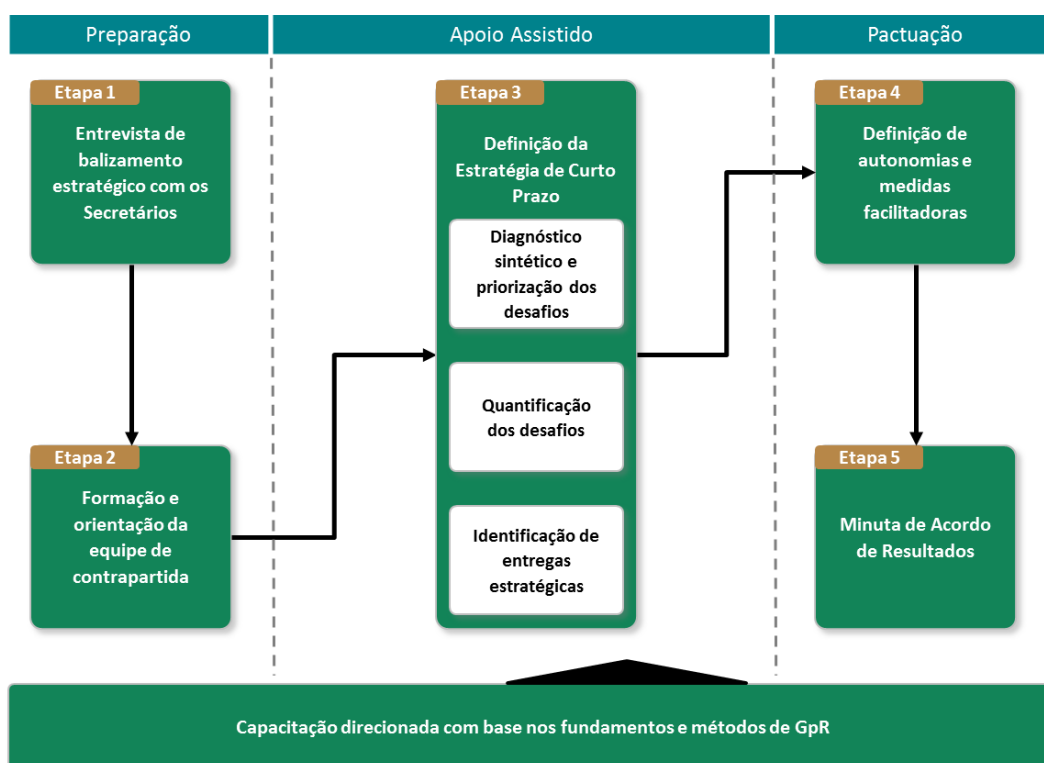 Preparação
Apoio Assistido
Pactuação
Etapa 1
Entrevista de
balizamento
estratégico com os
Secretários
Etapa 2
Formação e
orientação da
equipe de
contrapartida
Etapa 3
Definição da
Estratégia de Curto
Prazo
Diagnóstico
sintético e
priorização dos
desafios
Quantificação
dos desafios
Identificação de
entregas
estratégicas
Etapa 4
Definição de
autonomias e
medidas
facilitadoras
Etapa 5
Minuta de Acordo
de Resultados
Capacitação direcionada com base nos fundamentos e métodos de GpR